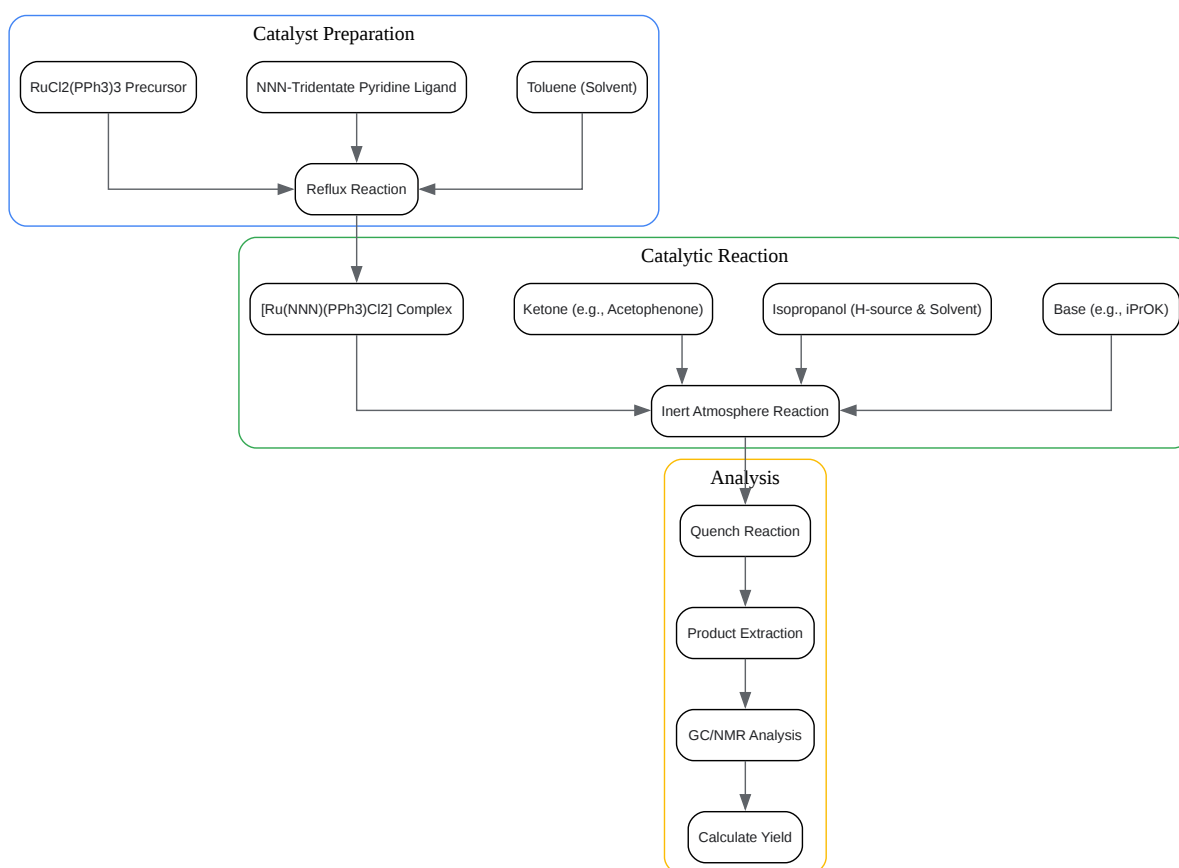 Catalyst Preparation
RuCl2(PPh3)3 Precursor
NNN-Tridentate Pyridine Ligand
Toluene (Solvent)
Reflux Reaction
Catalytic Reaction
[Ru(NNN)(PPh3)Cl2] Complex
Ketone (e.g., Acetophenone)
Isopropanol (H-source & Solvent)
Base (e.g., iPrOK)
Inert Atmosphere Reaction
Analysis
Quench Reaction
Product Extraction
GC/NMR Analysis
Calculate Yield